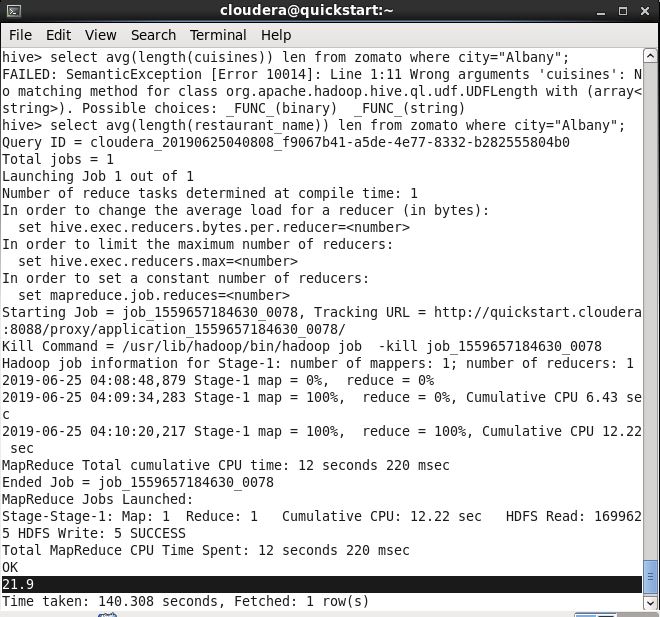 cloudera@quickstart:~
File Edit View Search Terminal Help
hive> select avg(length(cuisines)) len from zomato where city="Albany";
FAILED: SemanticException [Error 10014]: Line 1:11 Wrong arguments 'cuisines': N
o matching method for class org.apache.hadoop.hive.ql.udf.UDFLength with (array<
string>). Possible choices: _FUNC_(binary)  _FUNC_(string)
hive> select avg(length(restaurant_name)) len from zomato where city="Albany";
Query ID = cloudera_20190625040808_f9067b41-a5de-4e77-8332-b282555804b0
Total jobs = 1
Launching Job 1 out of 1
Number of reduce tasks determined at compile time: 1
In order to change the average load for a reducer (in bytes):
  set hive.exec.reducers.bytes.per.reducer=<number>
In order to limit the maximum number of reducers:
  set hive.exec.reducers.max=<number>
In order to set a constant number of reducers:
  set mapreduce.job.reduces=<number>
Starting Job = job_1559657184630_0078, Tracking URL = http://quickstart.cloudera
:8088/proxy/application_1559657184630_0078/
Kill Command = /usr/lib/hadoop/bin/hadoop job  -kill job_1559657184630_0078
Hadoop job information for Stage-1: number of mappers: 1; number of reducers: 1
2019-06-25 04:08:48,879 Stage-1 map = 0%,  reduce = 0%
2019-06-25 04:09:34,283 Stage-1 map = 100%,  reduce = 0%, Cumulative CPU 6.43 se
c
2019-06-25 04:10:20,217 Stage-1 map = 100%,  reduce = 100%, Cumulative CPU 12.22
 sec
MapReduce Total cumulative CPU time: 12 seconds 220 msec
Ended Job = job_1559657184630_0078
MapReduce Jobs Launched:
Stage-Stage-1: Map: 1  Reduce: 1   Cumulative CPU: 12.22 sec   HDFS Read: 169962
5 HDFS Write: 5 SUCCESS
Total MapReduce CPU Time Spent: 12 seconds 220 msec
OK
21.9
Time taken: 140.308 seconds, Fetched: 1 row(s)